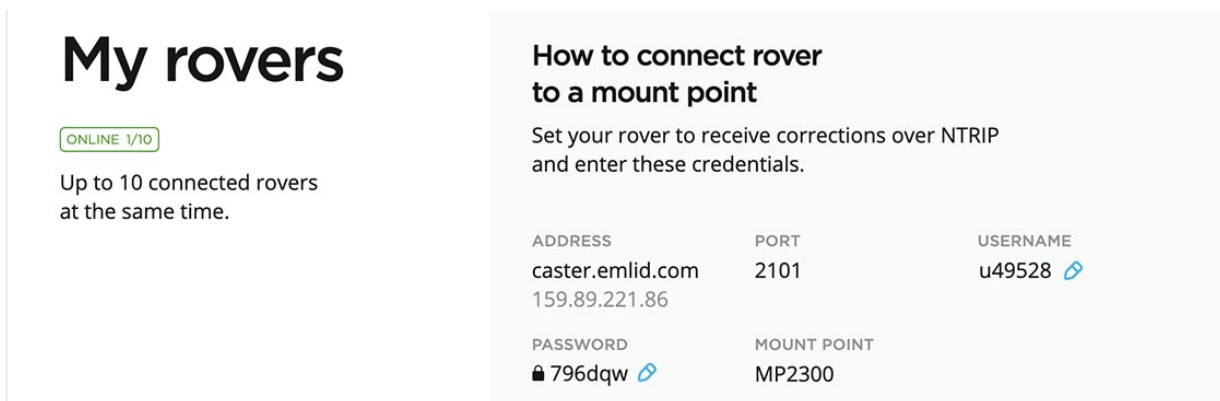 My rovers
ONLINE 1/10
Up to 10 connected rovers
at the same time.
How to connect rover
to a mount point
Set your rover to receive corrections over NTRIP
and enter these credentials.
ADDRESS PORT USERNAME
caster.emlid.com 2101 u49528
159.89.221.86
PASSWORD MOUNT POINT
796dqw MP2300